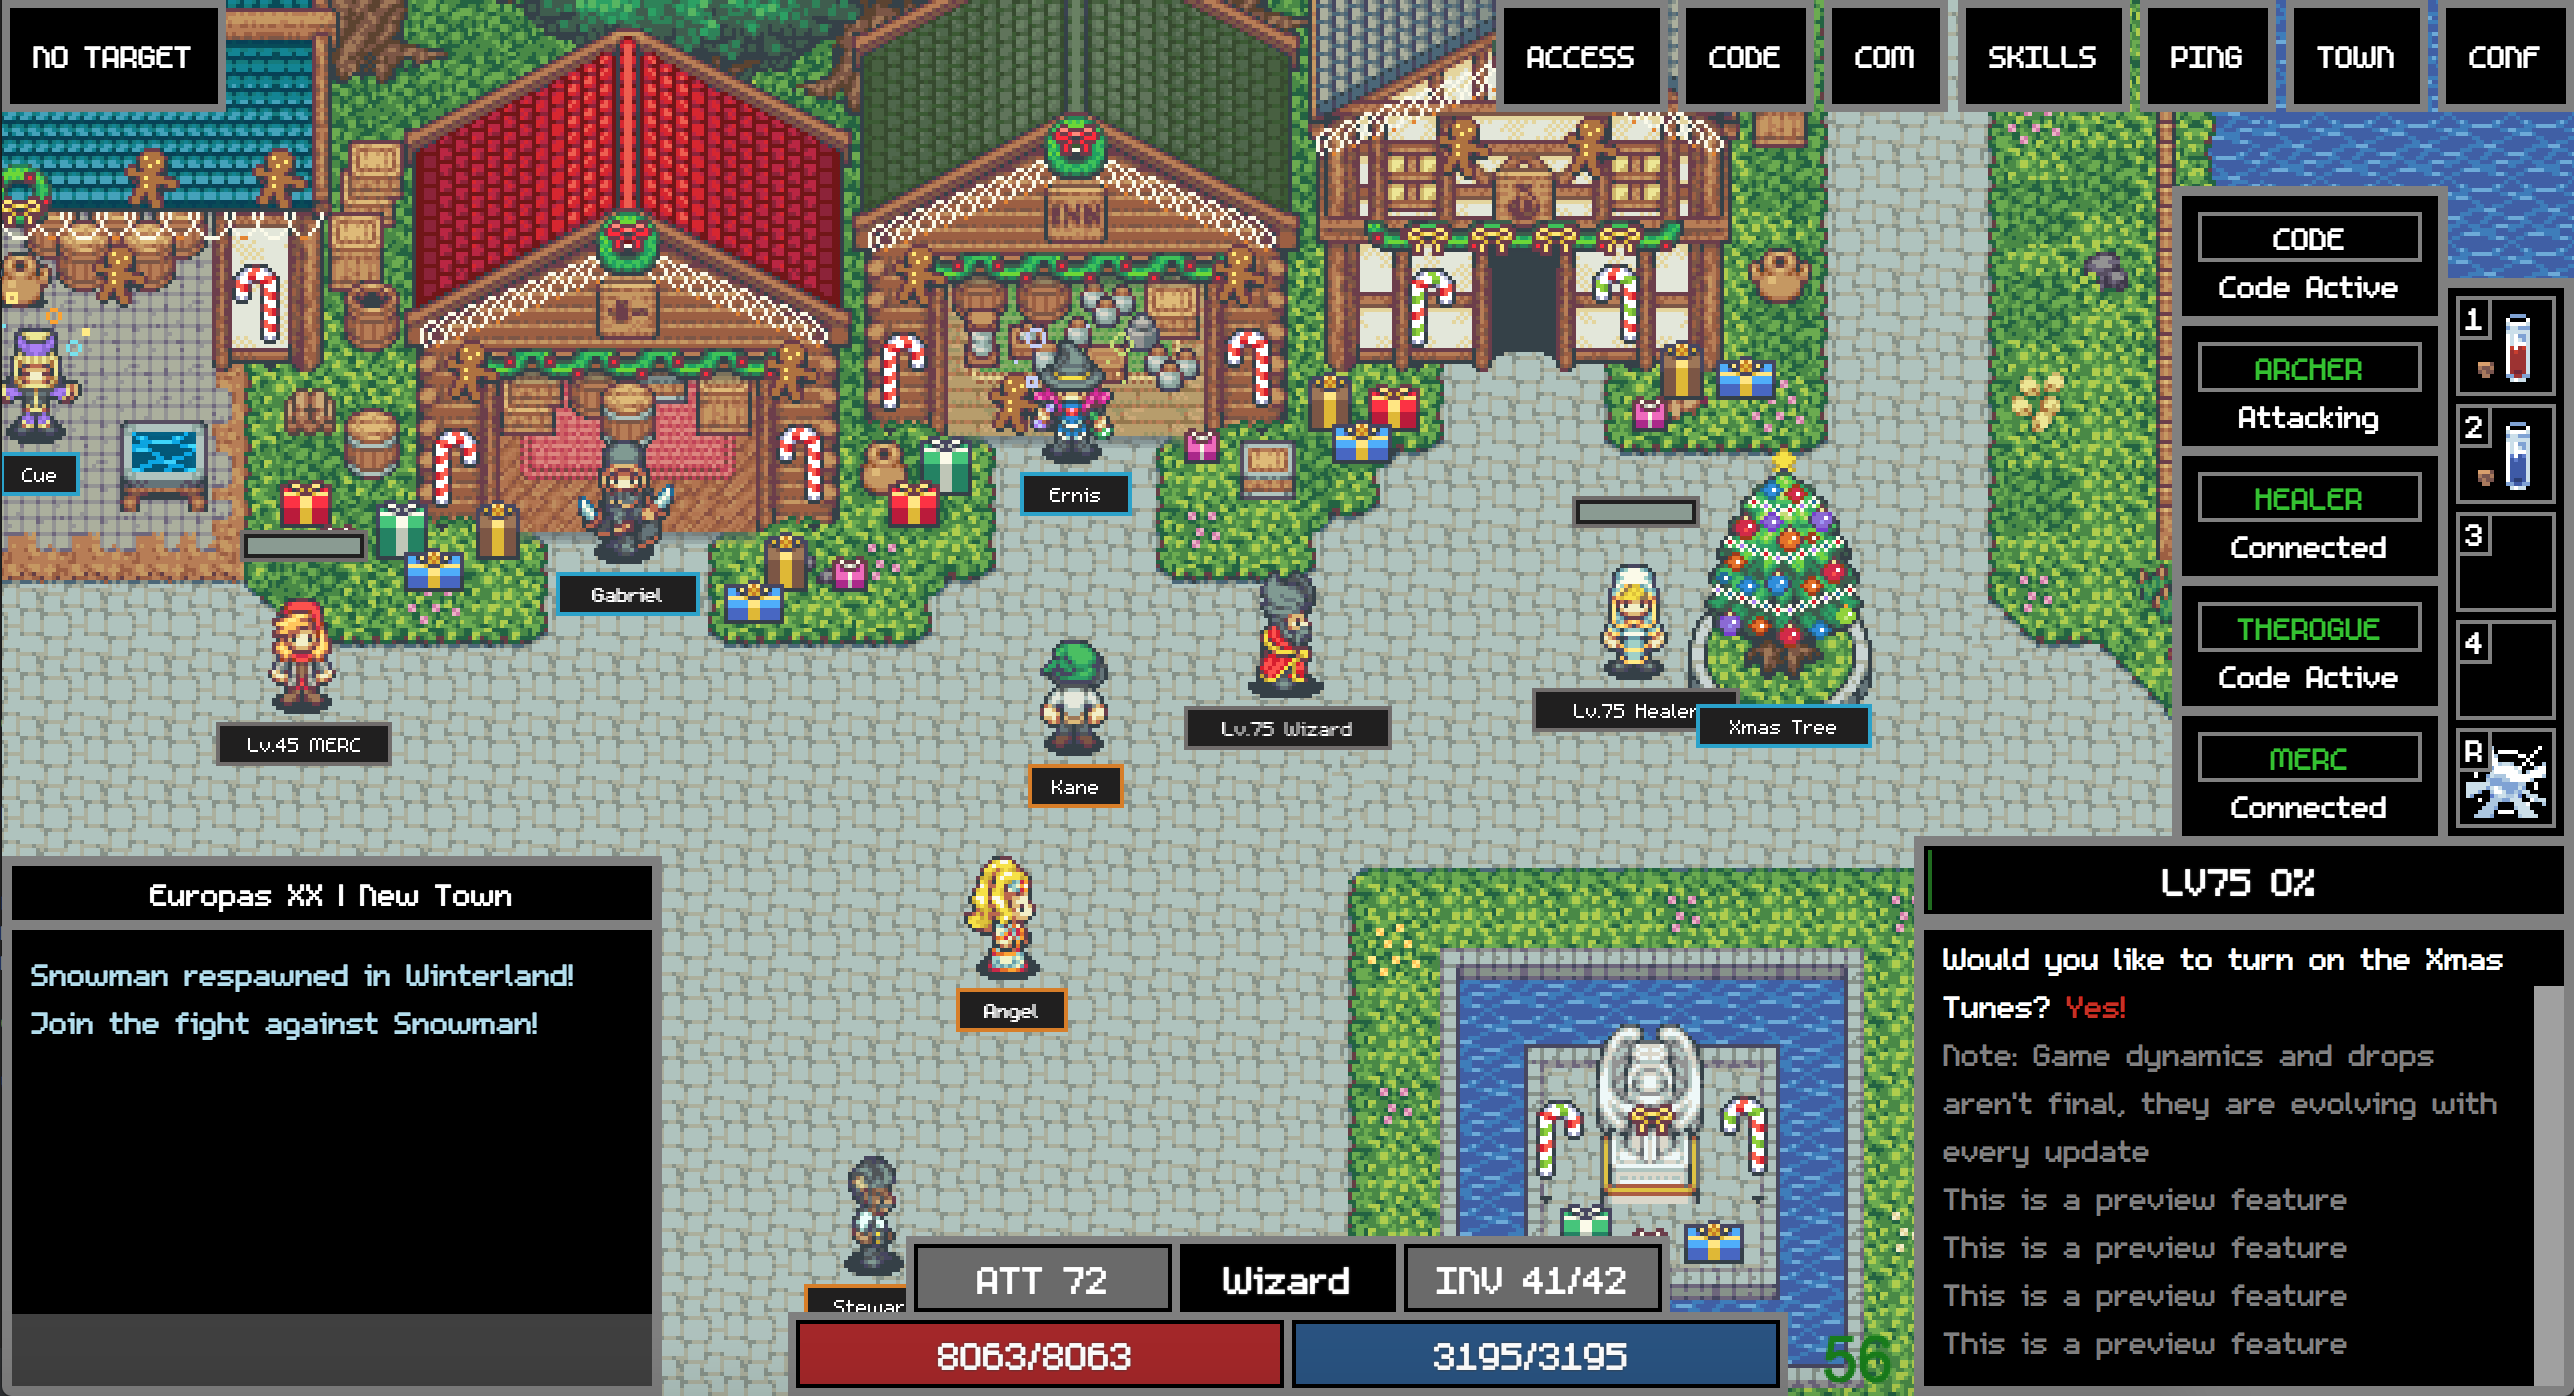 NO TARGET
ACCESS
CODE
COM
SKILLS
PING
TOWN
CONF
INN
CODE
Code Active
ARCHER
Attacking
HEALER
Connected
THEROGUE
Code Active
MERC
Connected
1
2
3
4
R
Cue
Ernis
Gabriel
Lv.45 MERC
Kane
Lv.75 Wizard
Lv.75 Healer
Xmas Tree
Angel
Stewar
Europas XX | New Town
Snowman respawned in Winterland!
Join the fight against Snowman!
ATT 72
Wizard
INV 41/42
8063/8063
3195/3195
56
LV75 0%
Would you like to turn on the Xmas
Tunes? Yes!
Note: Game dynamics and drops
aren't final, they are evolving with
every update
This is a preview feature
This is a preview feature
This is a preview feature
This is a preview feature